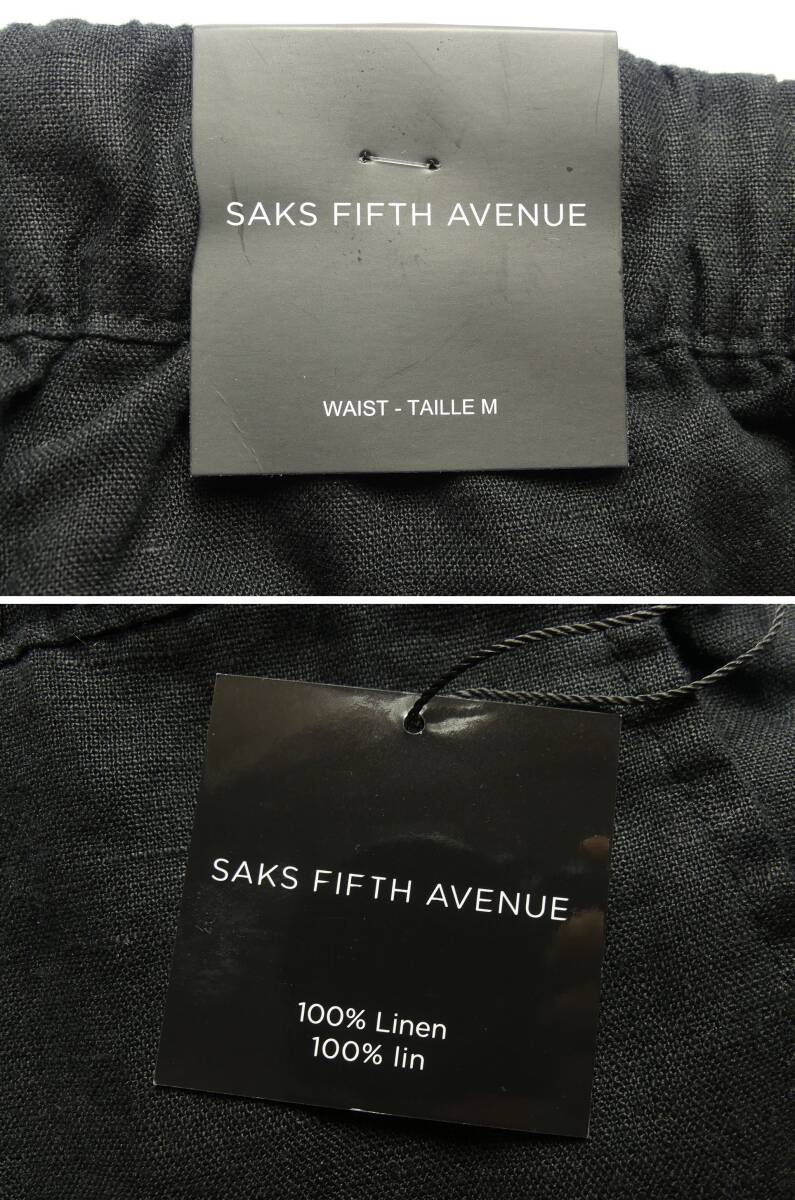 SAKS FIFTH AVENUE
WAIST - TAILLE M
SAKS FIFTH AVENUE
100% Linen
100% lin